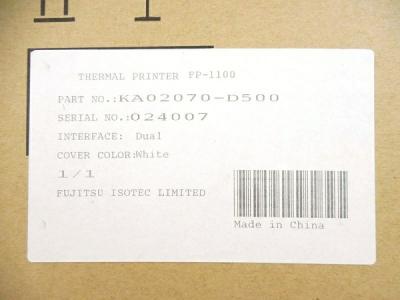 THERMAL PRINTER FP-1100
PART NO.:KA02070-D500
SERIAL NO.:024007
INTERFACE: Dual
COVER COLOR:White
1/1
FUJITSU ISOTEC LIMITED
Made in China